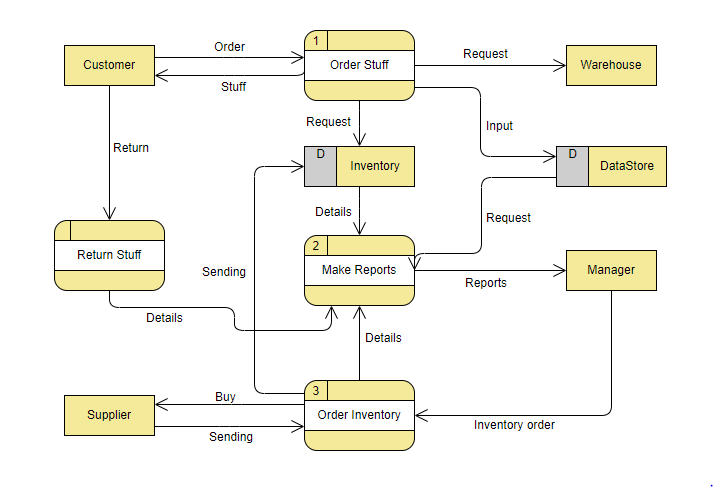 1
Order
Request
Customer
Order Stuff
Warehouse
Stuff
Request
Input
D
Inventory
D
DataStore
Return
Details
Request
2
Return Stuff
Make Reports
Manager
Sending
Reports
Details
Details
3
Buy
Supplier
Order Inventory
Inventory order
Sending
.